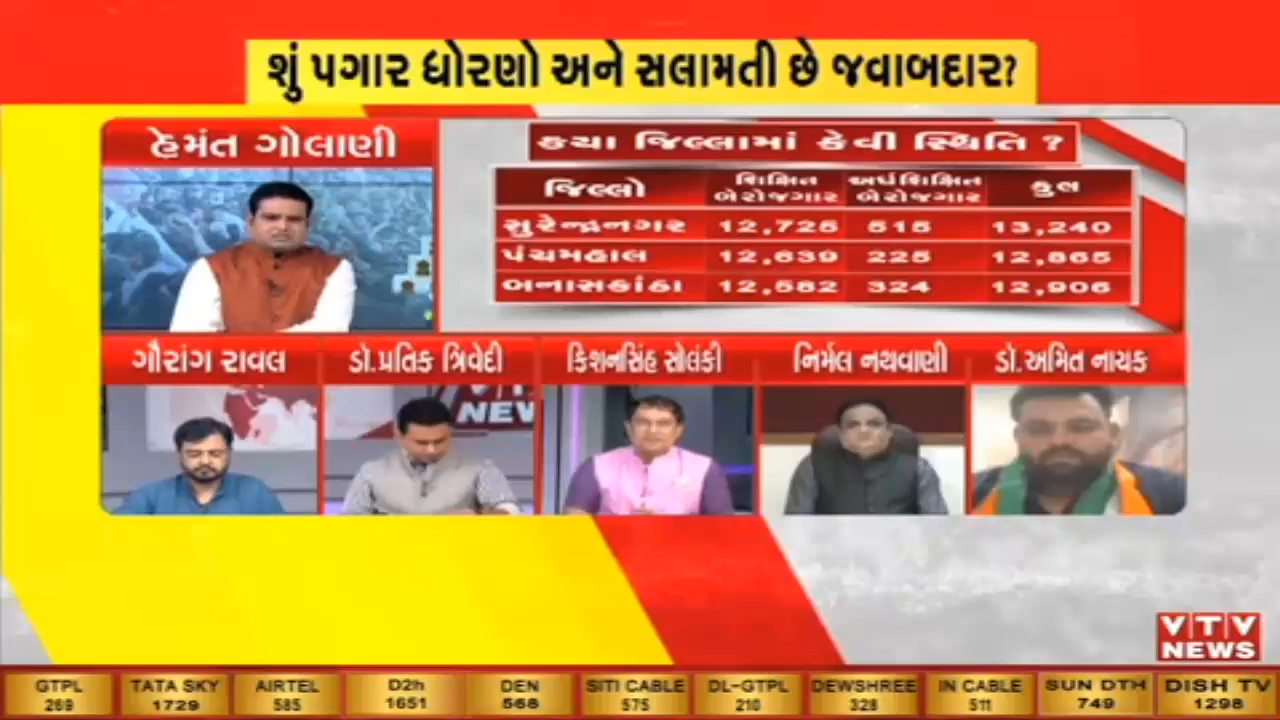 શું પગાર ધોરણો અને સલામતી છે જવાબદાર?
હેમંત ગોલાણી
કયા જિલ્લામાં કેવી સ્થિતિ ?
જિલ્લો શિક્ષિત બેરોજગાર અર્ધ શિક્ષિત બેરોજગાર કુલ
સુરેન્દ્રનગર 12,725 515 13,240
પંચમહાલ 12,639 225 12,865
બનાસકાંઠા 12,582 324 12,906
ગૌરાંગ રાવલ ડૉ.પ્રતિક ત્રિવેદી કિશનસિંહ સોલંકી નિર્મલ નથવાણી ડૉ.અમિત નાયક
VTV NEWS
VTV
NEWS
GTPL TATA SKY AIRTEL D2h DEN SITI CABLE DL-GTPL DEWSHREE IN CABLE SUN DTH DISH TV
269 1729 585 1651 568 575 210 328 511 749 1298